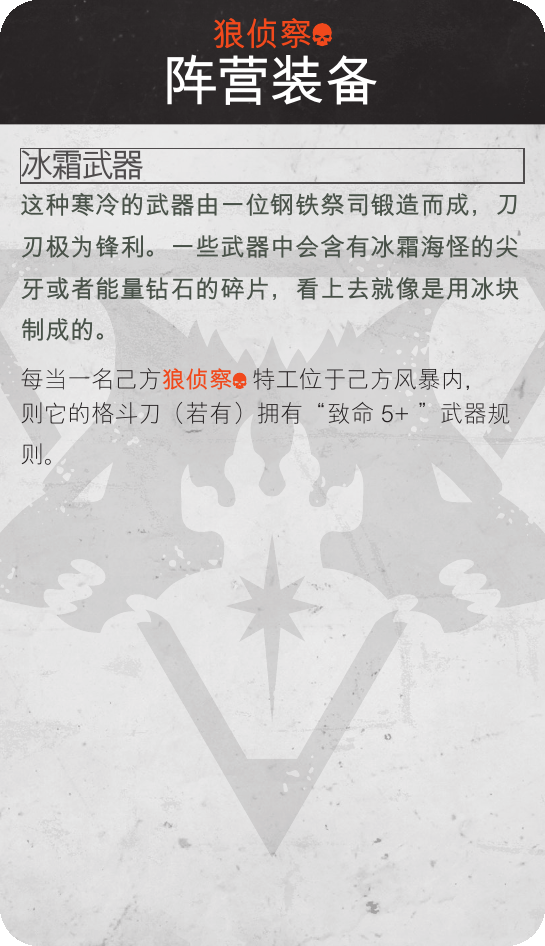 狼侦察
阵营装备
冰霜武器
这种寒冷的武器由一位钢铁祭司锻造而成，刀
刃极为锋利。一些武器中会含有冰霜海怪的尖
牙或者能量钻石的碎片，看上去就像是用冰块
制成的。
每当一名己方狼侦察 特工位于己方风暴内，
则它的格斗刀（若有）拥有“致命 5+ ”武器规
则。